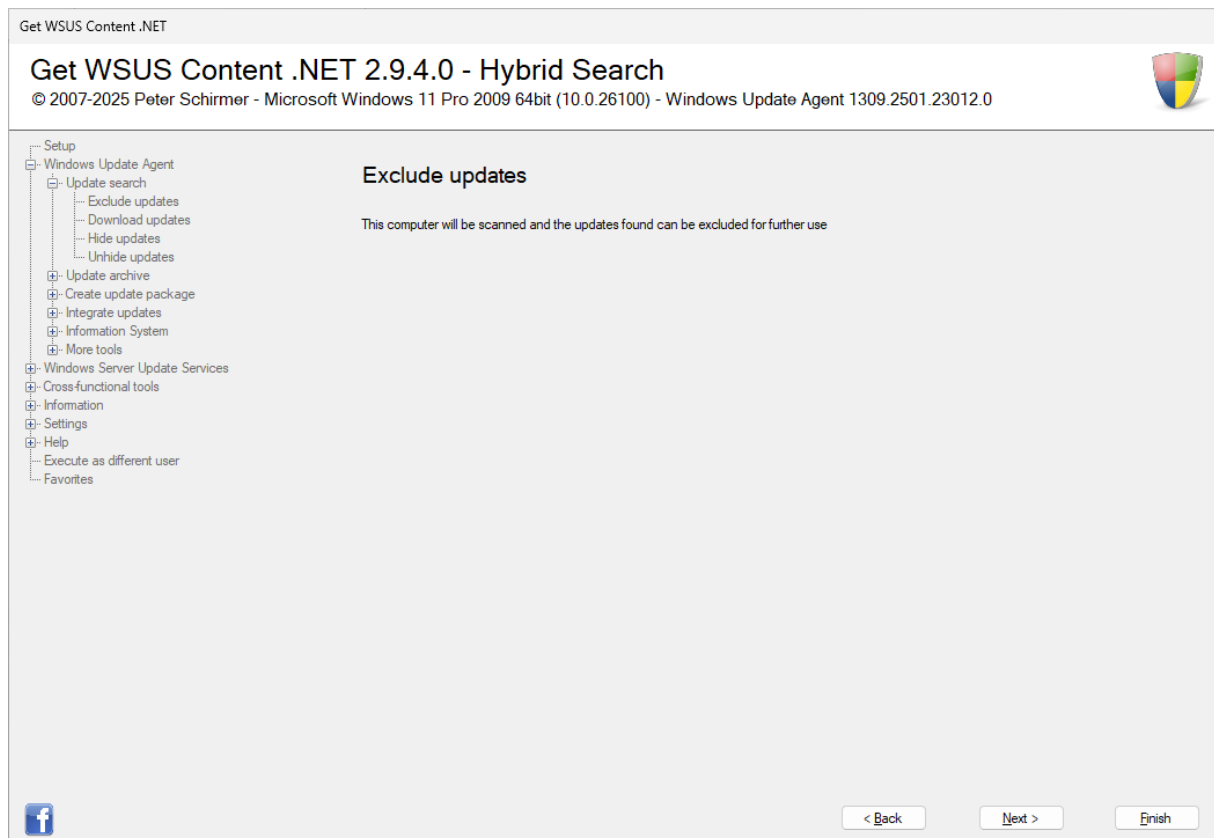 Get WSUS Content .NET
Get WSUS Content .NET 2.9.4.0 - Hybrid Search
© 2007-2025 Peter Schirmer - Microsoft Windows 11 Pro 2009 64bit (10.0.26100) - Windows Update Agent 1309.2501.23012.0
Setup
Windows Update Agent
Update search
Exclude updates
Download updates
Hide updates
Unhide updates
Update archive
Create update package
Integrate updates
Information System
More tools
Windows Server Update Services
Cross-functional tools
Information
Settings
Help
Execute as different user
Favorites
Exclude updates
This computer will be scanned and the updates found can be excluded for further use
f
< Back
Next >
Finish